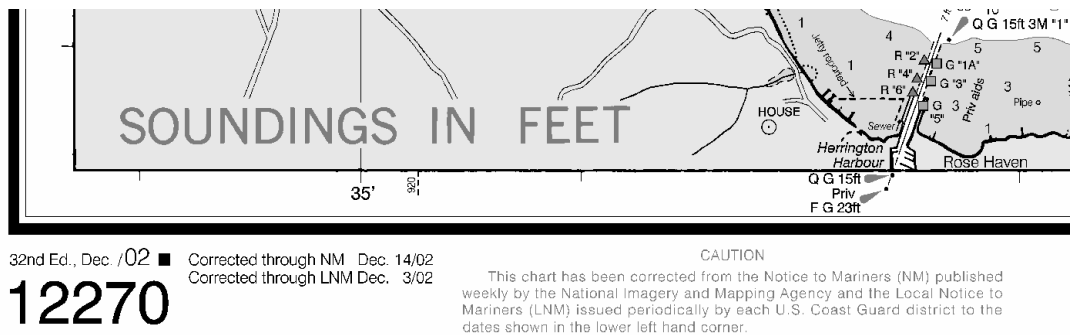 10
Q G 15ft 3M "1"
7 ft
1
4
5
5
R "2"
G "1A"
Jetty reported
1
R "4"
G "3"
3
R "6"
Priv aids
G
3
Pipe
"5"
HOUSE
Sewer
1
SOUNDINGS IN FEET
Herrington
Harbour
Rose Haven
Q G 15ft
Priv
F G 23ft
35'
920
32nd Ed., Dec. /02 ■ Corrected through NM Dec. 14/02
Corrected through LNM Dec. 3/02
12270
CAUTION
This chart has been corrected from the Notice to Mariners (NM) published
weekly by the National Imagery and Mapping Agency and the Local Notice to
Mariners (LNM) issued periodically by each U.S. Coast Guard district to the
dates shown in the lower left hand corner.